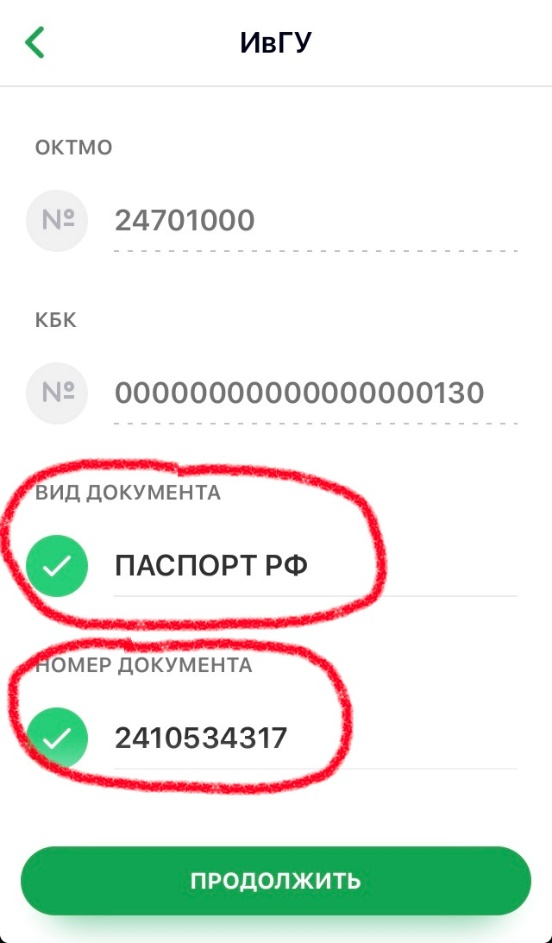 ИвГУ
ОКТМО
№ 24701000
КБК
№ 00000000000000000130
ВИД ДОКУМЕНТА
ПАСПОРТ РФ
НОМЕР ДОКУМЕНТА
2410534317
ПРОДОЛЖИТЬ